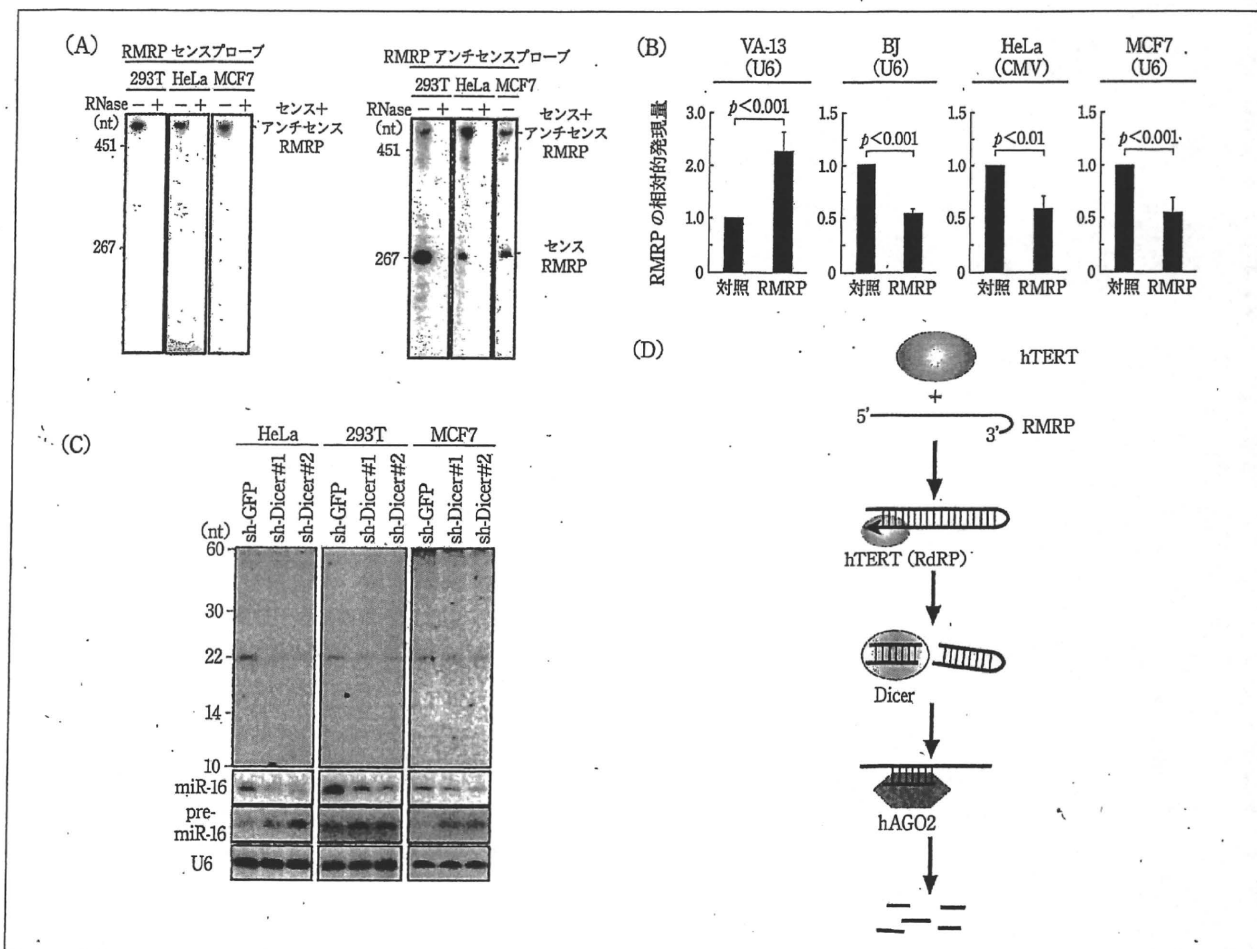 (A)
RMRP センスプローブ
293T HeLa MCF7
RNase − + − + − +
(nt)
451
267
センス+
アンチセンス
RMRP
RMRP アンチセンスプローブ
293T HeLa MCF7
RNase − + − + −
(nt)
451
267
センス+
アンチセンス
RMRP
センス
RMRP
(B)
RMRP の相対的発現量
VA-13
(U6)
3.0
2.0
1.0
0
p<0.001
対照 RMRP
BJ
(U6)
1.5
1.0
0.5
0
p<0.001
対照 RMRP
HeLa
(CMV)
1.5
1.0
0.5
0
p<0.01
対照 RMRP
MCF7
(U6)
1.5
1.0
0.5
0
p<0.001
対照 RMRP
(C)
HeLa 293T MCF7
sh-GFP sh-Dicer#1 sh-Dicer#2 sh-GFP sh-Dicer#1 sh-Dicer#2 sh-GFP sh-Dicer#1 sh-Dicer#2
(nt)
60
30
22
14
10
miR-16
pre-
miR-16
U6
(D)
hTERT
+
5'
3' RMRP
hTERT (RdRP)
Dicer
hAGO2